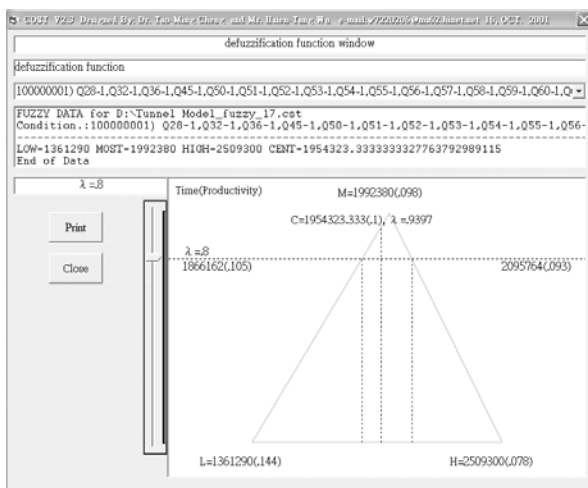 COST V2.3 Designed By: Dr. Tao-Ming Cheng, and Mr. Hsien-Tang Wu e-mail:w7220206@ms62.hinet.net 16, OCT. 2001
defuzzification function window
defuzzification function
100000001) Q28-1,Q32-1,Q36-1,Q45-1,Q50-1,Q51-1,Q52-1,Q53-1,Q54-1,Q55-1,Q56-1,Q57-1,Q58-1,Q59-1,Q60-1,Q
FUZZY DATA for D:\Tunnel Model_fuzzy_17.cst
Condition.:100000001) Q28-1,Q32-1,Q36-1,Q45-1,Q50-1,Q51-1,Q52-1,Q53-1,Q54-1,Q55-1,Q56-
LOW=1361290 MOST=1992380 HIGH=2509300 CENT=1954323.3333333327763792989115
End of Data
λ=.8
Print
Close
Time(Productivity)
M=1992380(.098)
C=1954323.333(.1), λ=.9397
λ=.8
1866162(.105)
2095764(.093)
L=1361290(.144)
H=2509300(.078)